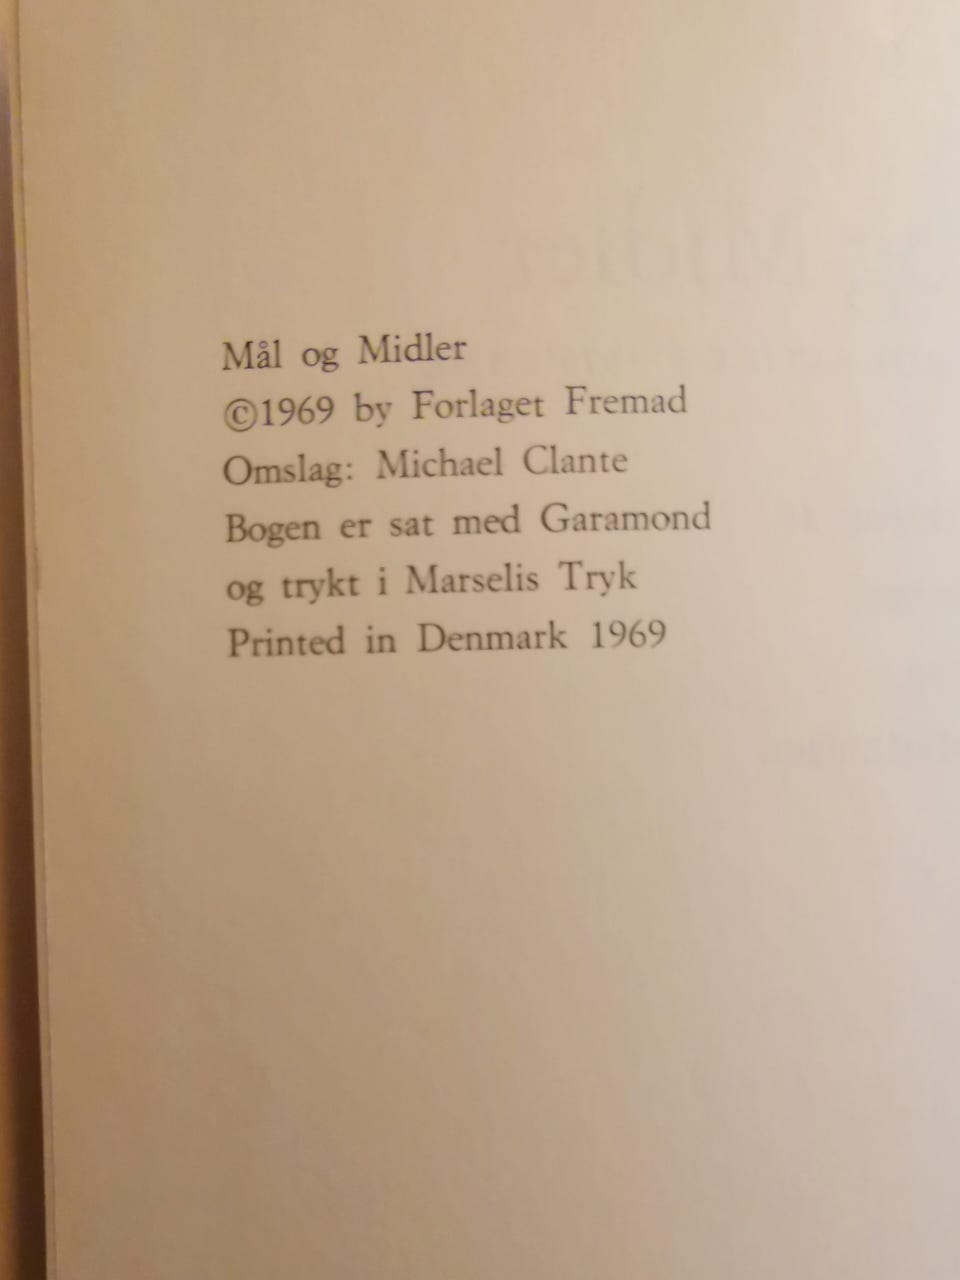 Mål og Midler
©1969 by Forlaget Fremad
Omslag: Michael Clante
Bogen er sat med Garamond
og trykt i Marselis Tryk
Printed in Denmark 1969